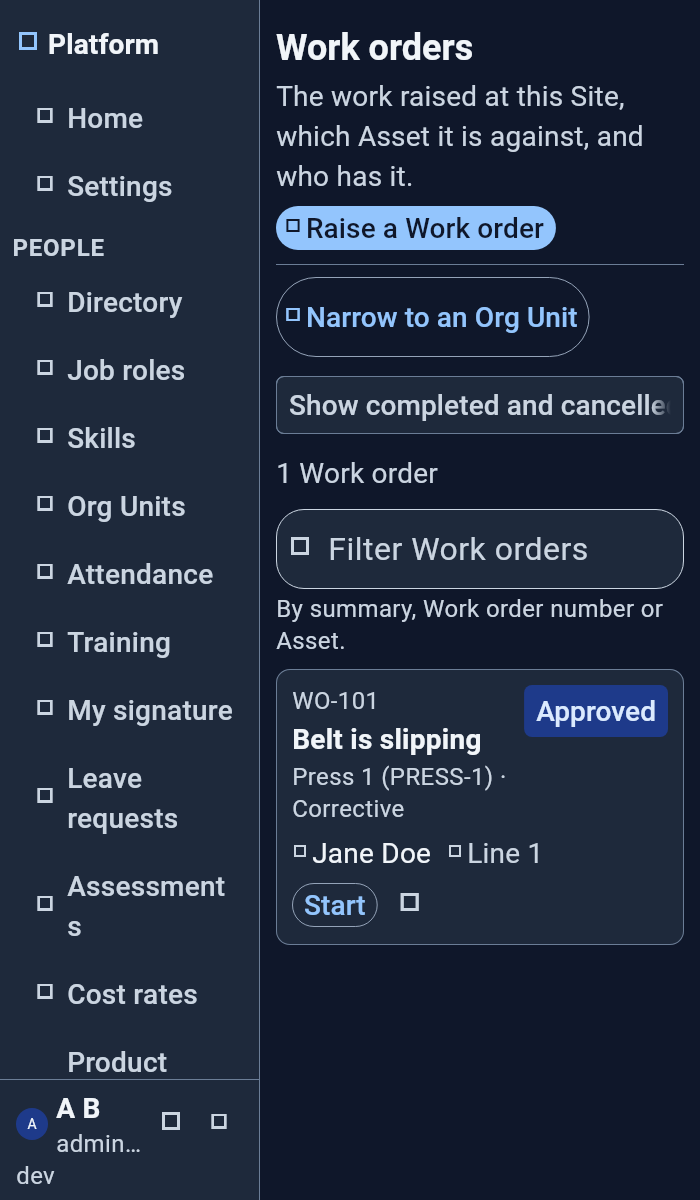 Platform
Home
Settings
PEOPLE
Directory
Job roles
Skills
Org Units
Attendance
Training
My signature
Leave
requests
Assessment
s
Cost rates
Product
A
A B
admin…
dev
Work orders
The work raised at this Site,
which Asset it is against, and
who has it.
Raise a Work order
Narrow to an Org Unit
Show completed and cancelle
1 Work order
Filter Work orders
By summary, Work order number or
Asset.
WO-101
Approved
Belt is slipping
Press 1 (PRESS-1) ·
Corrective
Jane Doe
Line 1
Start